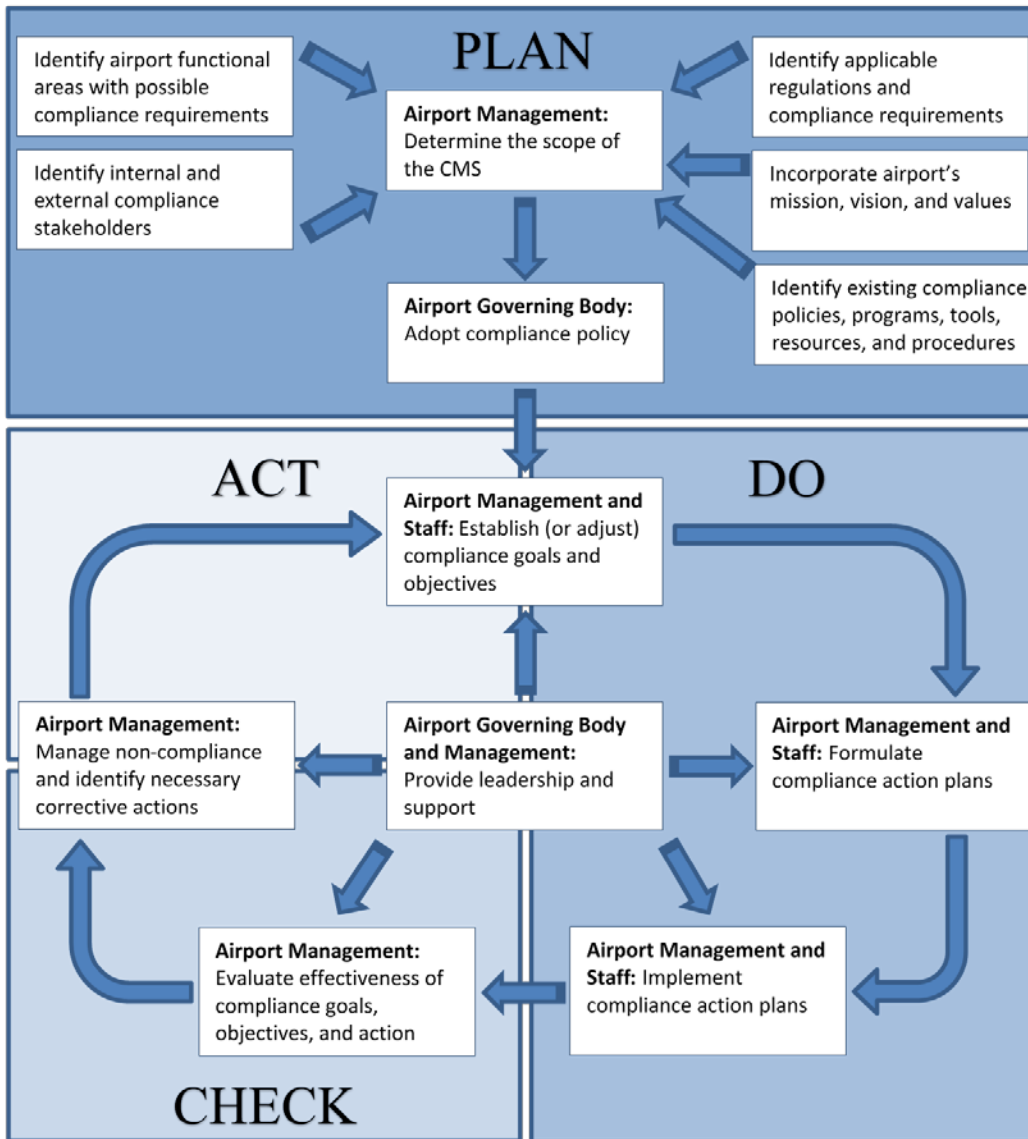 PLAN
Identify airport functional
areas with possible
compliance requirements
Identify internal and
external compliance
stakeholders
Airport Management:
Determine the scope of
the CMS
Identify applicable
regulations and
compliance requirements
Incorporate airport’s
mission, vision, and values
Identify existing compliance
policies, programs, tools,
resources, and procedures
Airport Governing Body:
Adopt compliance policy
ACT
DO
Airport Management and
Staff: Establish (or adjust)
compliance goals and
objectives
Airport Management:
Manage non-compliance
and identify necessary
corrective actions
Airport Governing Body
and Management:
Provide leadership and
support
Airport Management and
Staff: Formulate
compliance action plans
Airport Management:
Evaluate effectiveness of
compliance goals,
objectives, and action
Airport Management and
Staff: Implement
compliance action plans
CHECK